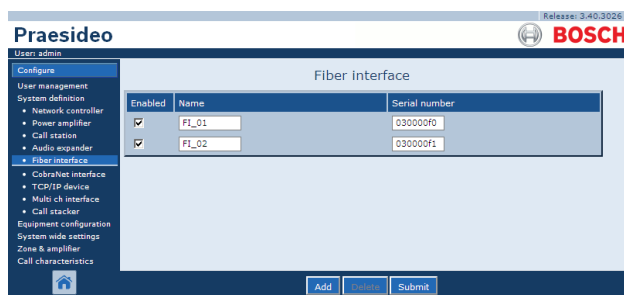 Release: 3.40.3026
Praesideo
BOSCH
User: admin
Configure
User management
System definition
• Network controller
• Power amplifier
• Call station
• Audio expander
• Fiber interface
• CobraNet interface
• TCP/IP device
• Multi ch interface
• Call stacker
Equipment configuration
System wide settings
Zone & amplifier
Call characteristics
Fiber interface
Enabled Name Serial number
FI_01 030000f0
FI_02 030000f1
Add Delete Submit